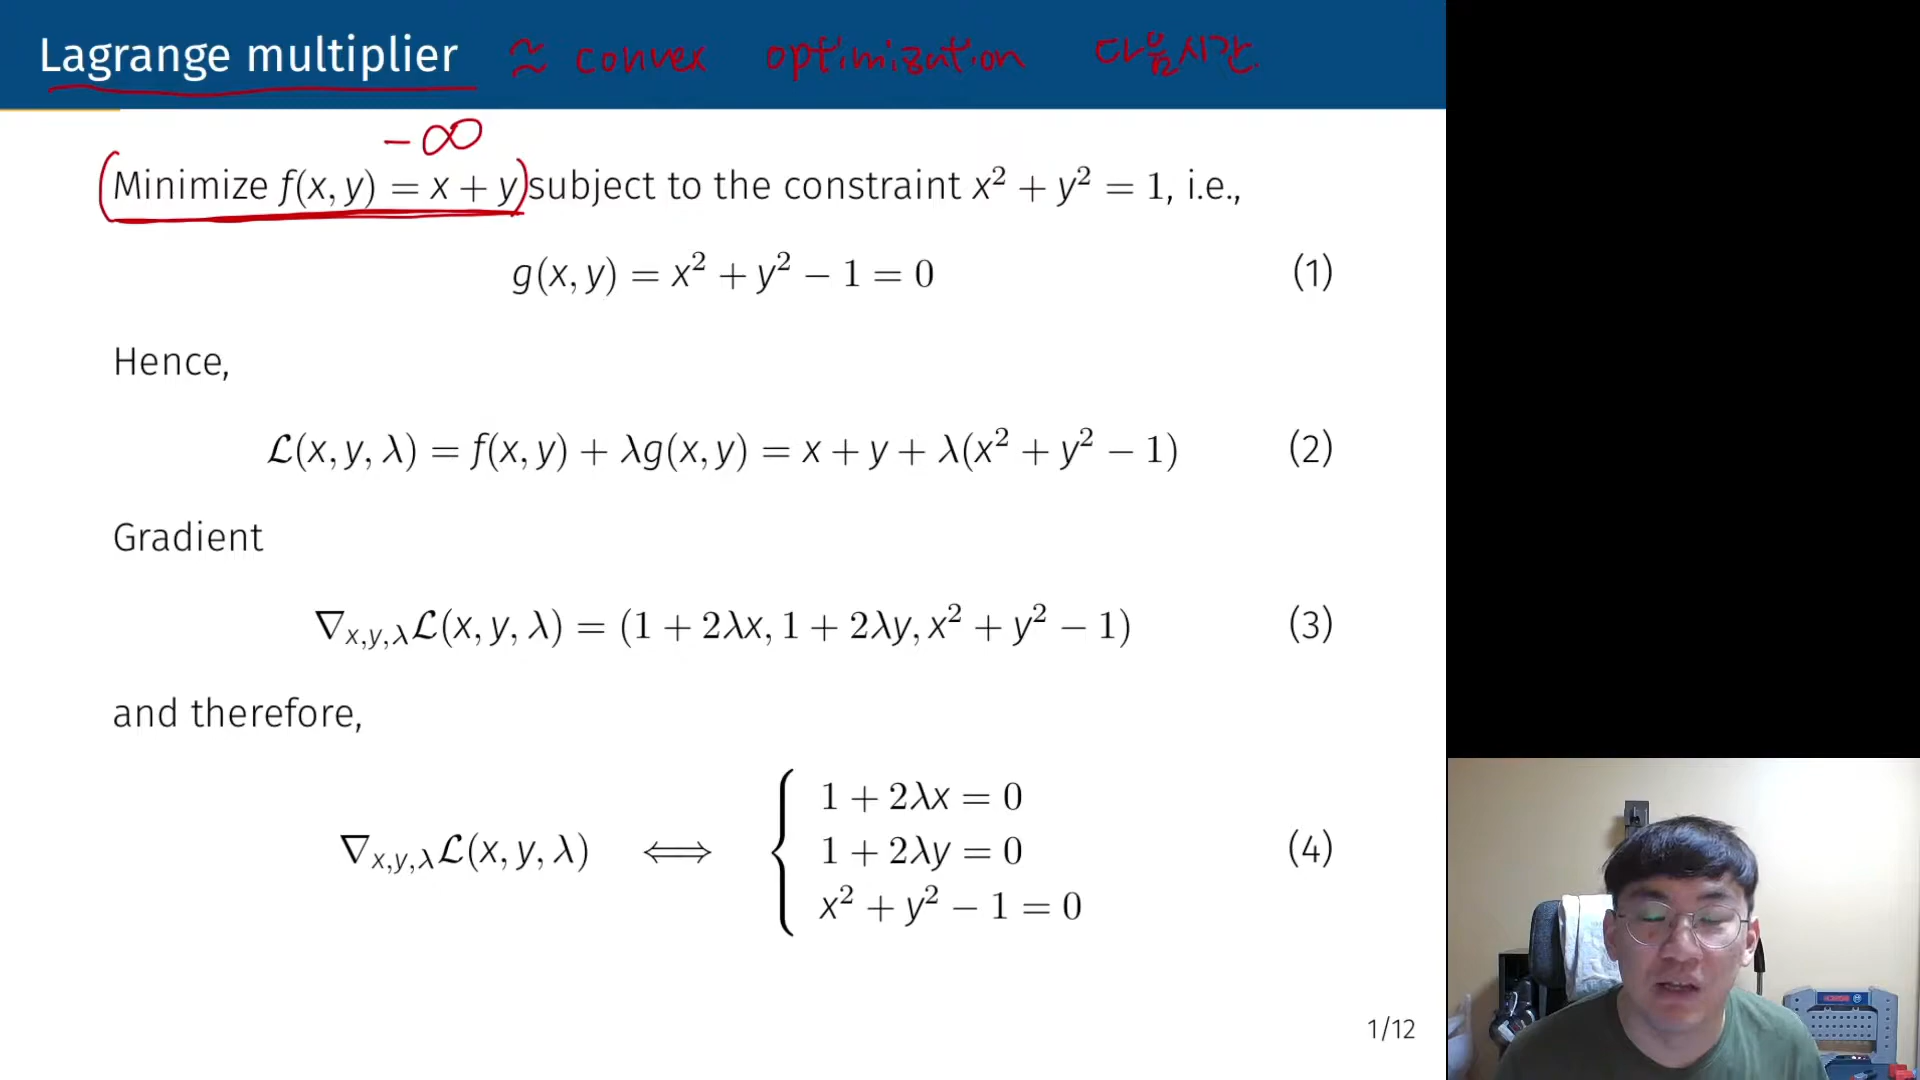 Lagrange multiplier ≈ convex optimization 다음시간.
-∞
Minimize f(x, y) = x + y subject to the constraint x² + y² = 1, i.e.,
g(x, y) = x² + y² − 1 = 0 (1)
Hence,
ℒ(x, y, λ) = f(x, y) + λg(x, y) = x + y + λ(x² + y² − 1) (2)
Gradient
∇x,y,λℒ(x, y, λ) = (1 + 2λx, 1 + 2λy, x² + y² − 1) (3)
and therefore,
1 + 2λx = 0
∇x,y,λℒ(x, y, λ) ⟺ { 1 + 2λy = 0 (4)
x² + y² − 1 = 0
1/12